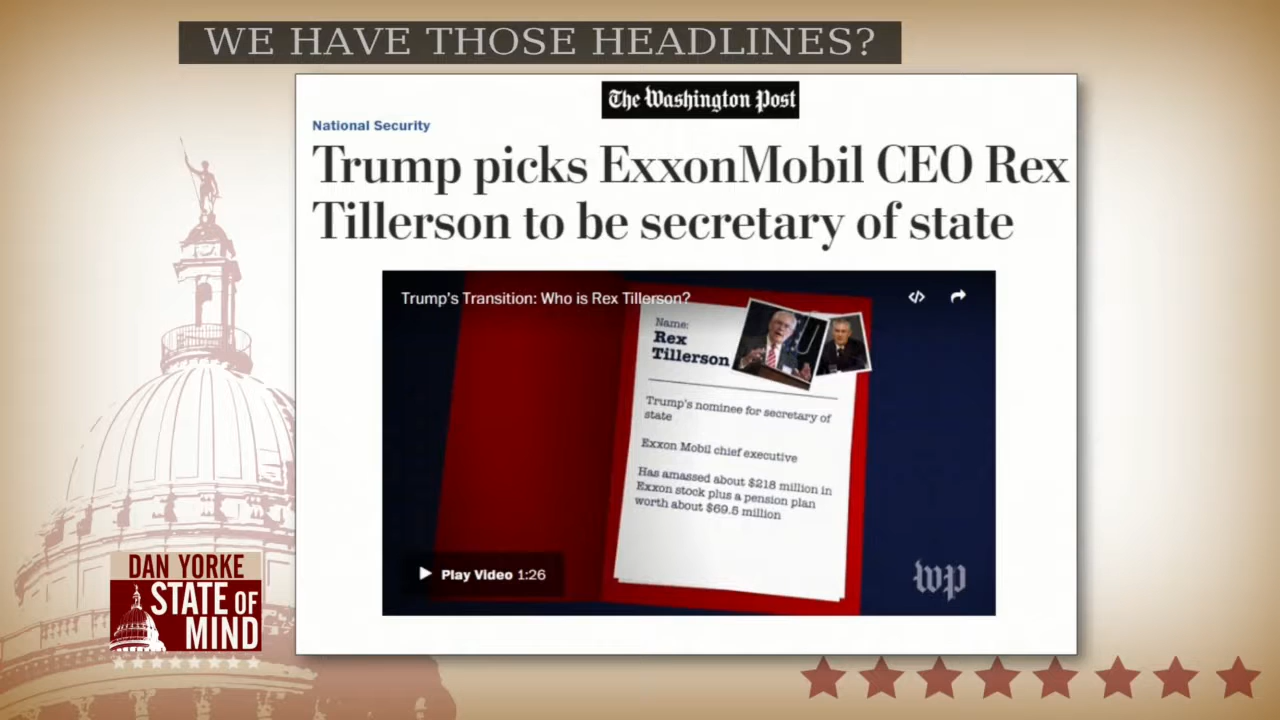 WE HAVE THOSE HEADLINES?
The Washington Post
National Security
Trump picks ExxonMobil CEO Rex
Tillerson to be secretary of state
Trump's Transition: Who is Rex Tillerson?
Name:
Rex
Tillerson
Trump's nominee for secretary of
state
Exxon Mobil chief executive
Has amassed about $218 million in
Exxon stock plus a pension plan
worth about $69.5 million
Play Video 1:26
wp
DAN YORKE
STATE OF
MIND